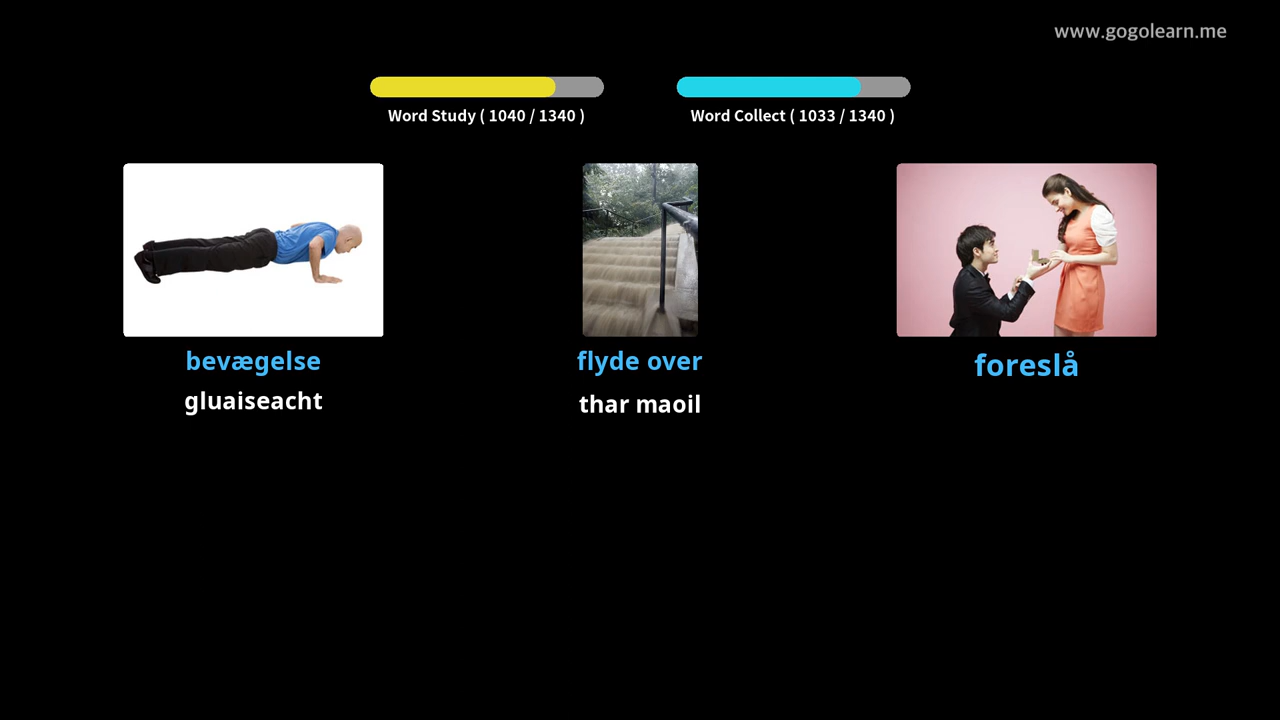 www.gogolearn.me
Word Study ( 1040 / 1340 )
Word Collect ( 1033 / 1340 )
bevægelse
gluaiseacht
flyde over
thar maoil
foreslå